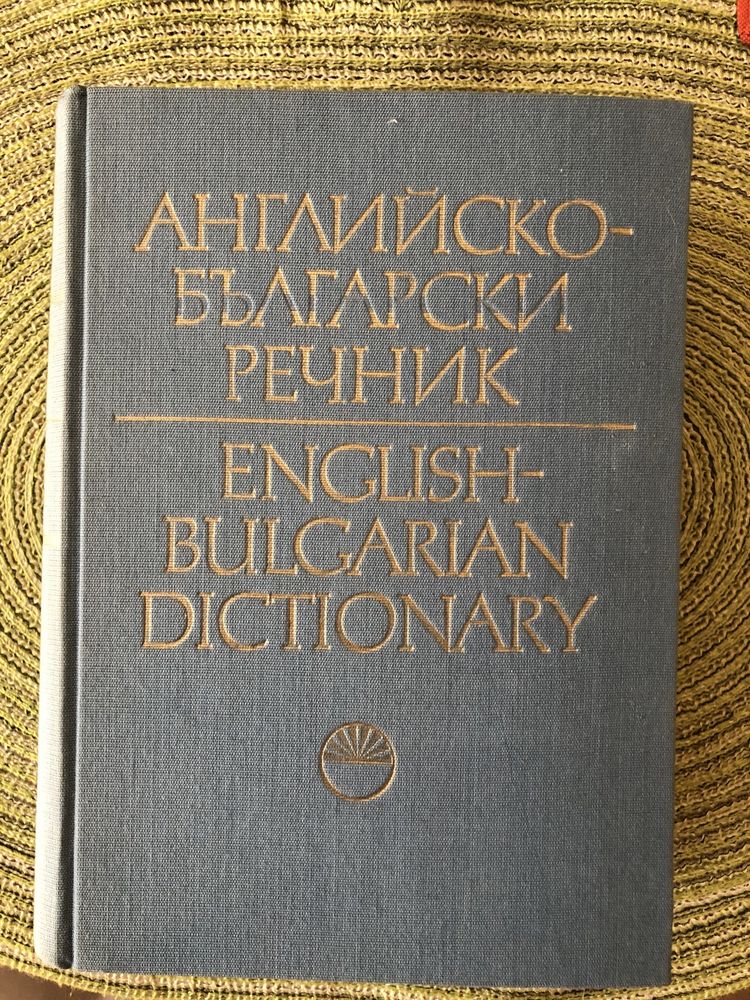 АНГЛИЙСКО-
БЪЛГАРСКИ
РЕЧНИК
ENGLISH-
BULGARIAN
DICTIONARY